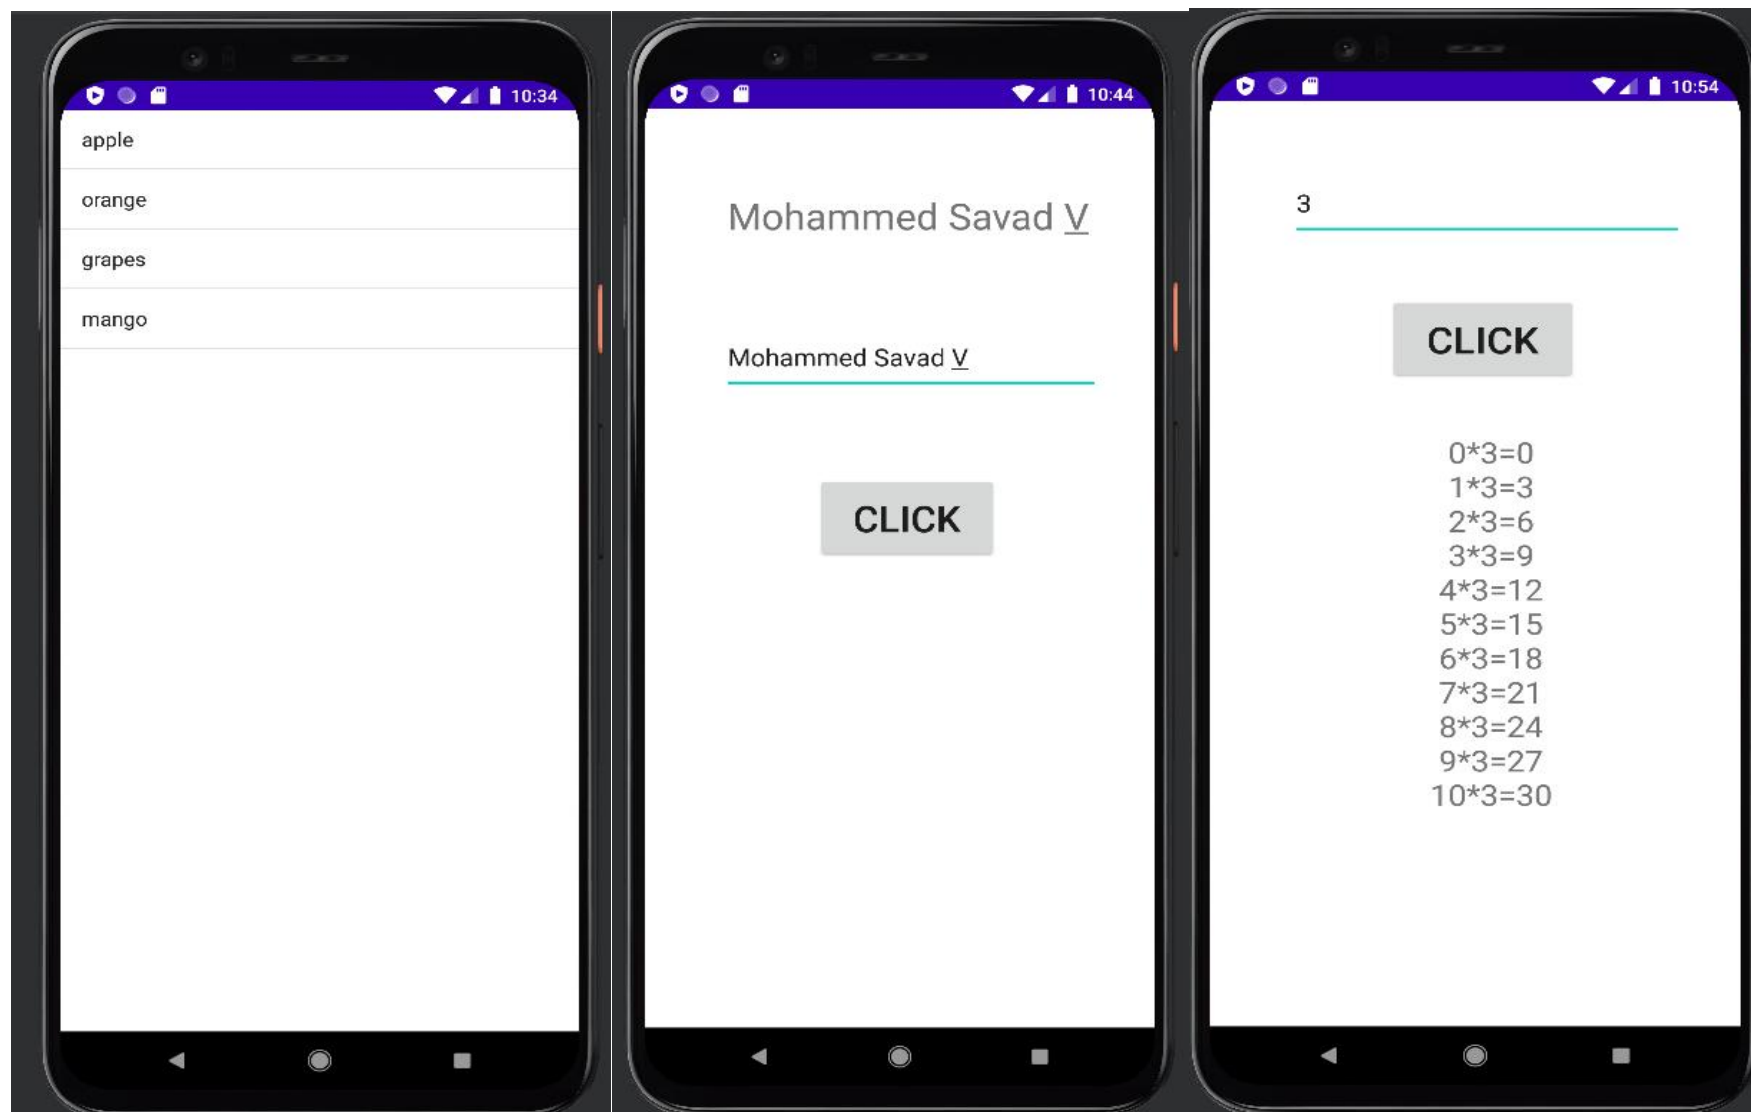 10:34
apple
orange
grapes
mango
10:44
Mohammed Savad V
Mohammed Savad V
CLICK
10:54
3
CLICK
0*3=0
1*3=3
2*3=6
3*3=9
4*3=12
5*3=15
6*3=18
7*3=21
8*3=24
9*3=27
10*3=30